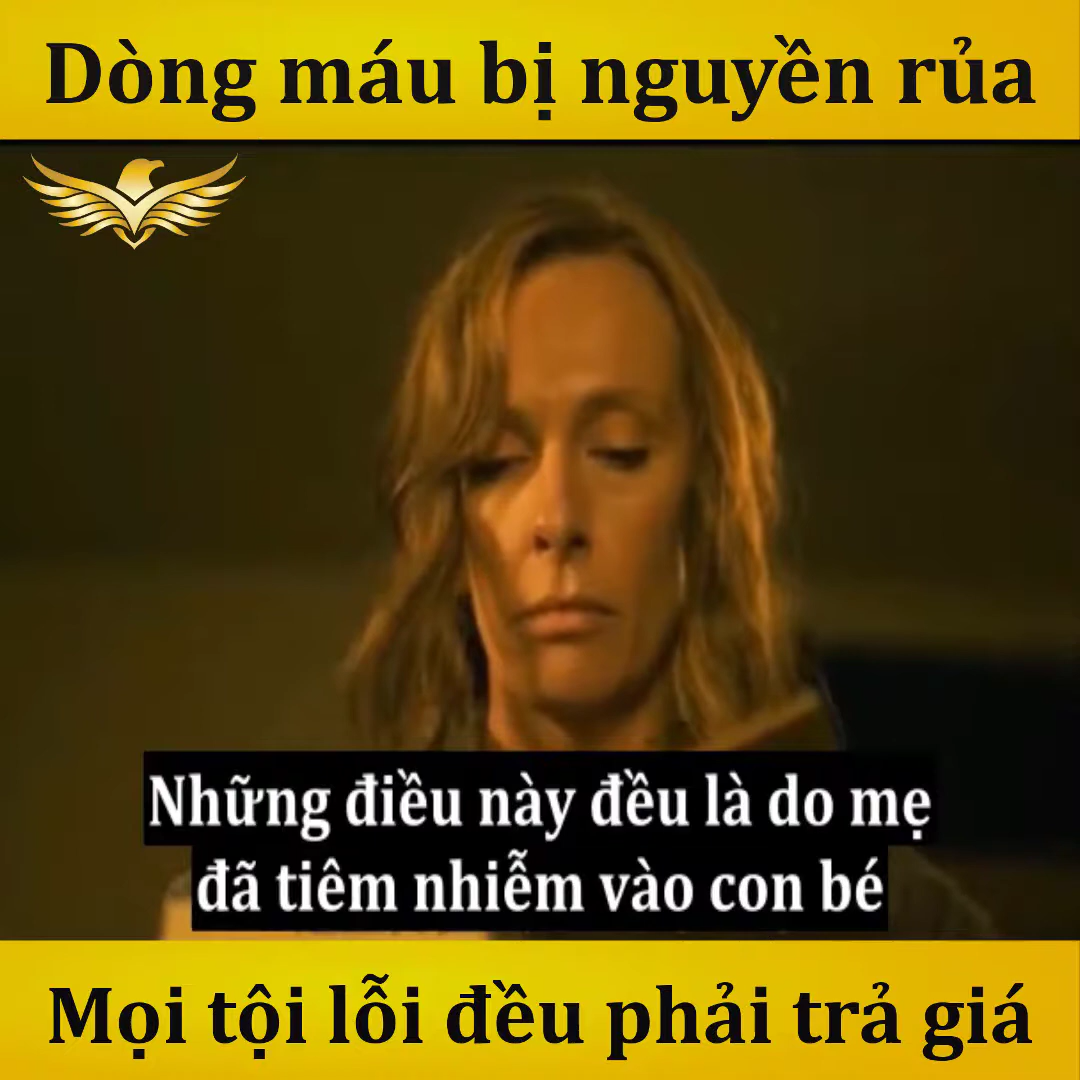 Dòng máu bị nguyền rủa
Những điều này đều là do mẹ
đã tiêm nhiễm vào con bé
Mọi tội lỗi đều phải trả giá